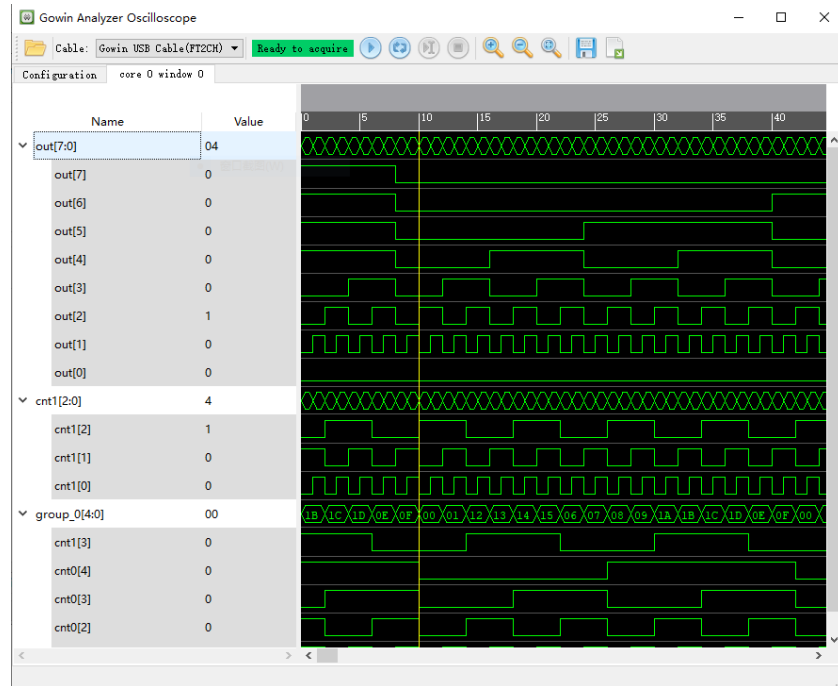 Gowin Analyzer Oscilloscope
Cable: Gowin USB Cable(FT2CH) Ready to acquire
Configuration core 0 window 0
Name Value 0 5 10 15 20 25 30 35 40
out[7:0] 04
out[7] 0
out[6] 0
out[5] 0
out[4] 0
out[3] 0
out[2] 1
out[1] 0
out[0] 0
cnt1[2:0] 4
cnt1[2] 1
cnt1[1] 0
cnt1[0] 0
group_0[4:0] 00 1B 1C 1D 0E 0F 00 01 12 13 14 15 06 07 08 09 1A 1B 1C 1D 0E 0F 00
cnt1[3] 0
cnt0[4] 0
cnt0[3] 0
cnt0[2] 0